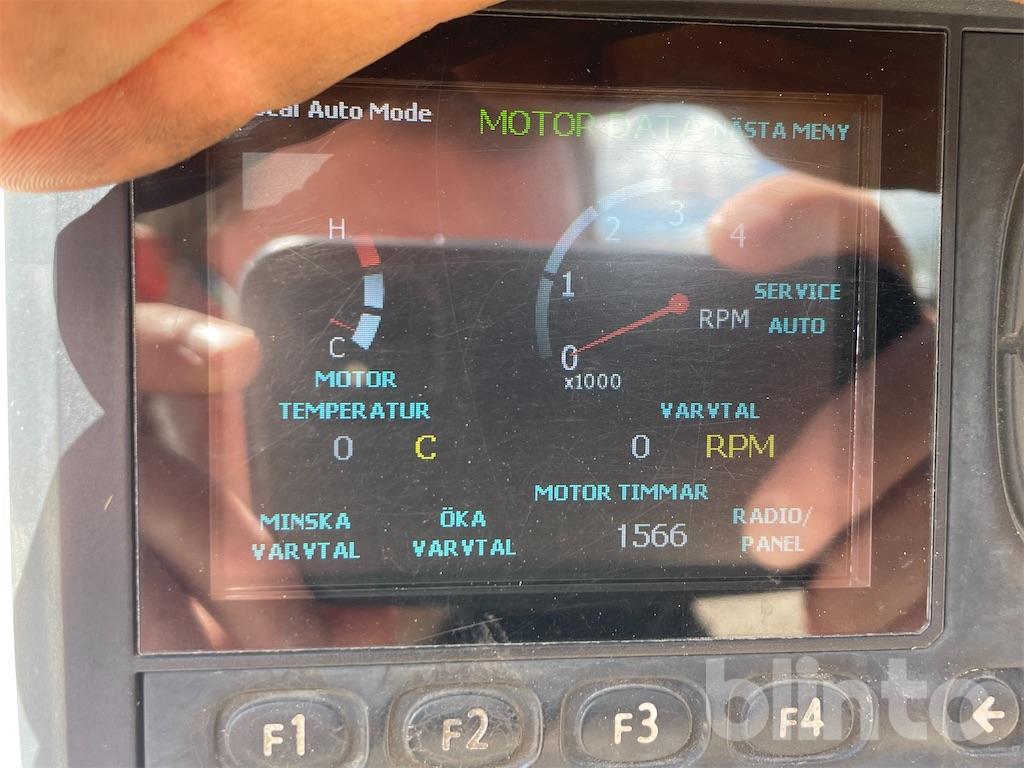 Auto Mode
MOTOR DATA
NÄSTA MENY
H
C
MOTOR
TEMPERATUR
0 C
0
1
2
3
4
x1000
RPM
SERVICE
AUTO
VARVTAL
0 RPM
MOTOR TIMMAR
1566
MINSKA
VARVTAL
ÖKA
VARVTAL
RADIO/
PANEL
F1
F2
F3
F4
blinto